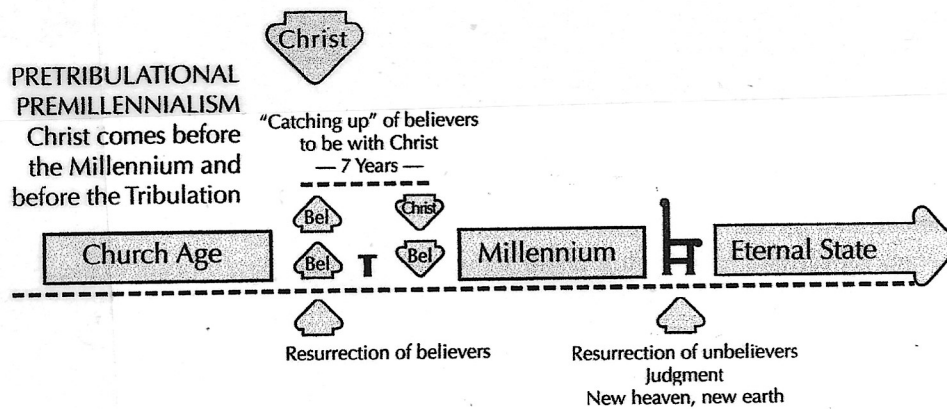 Christ
PRETRIBULATIONAL
PREMILLENNIALISM
Christ comes before
the Millennium and
before the Tribulation
“Catching up” of believers
to be with Christ
— 7 Years —
Bel
Christ
Church Age
Bel
T
Bel
Millennium
Eternal State
Resurrection of believers
Resurrection of unbelievers
Judgment
New heaven, new earth